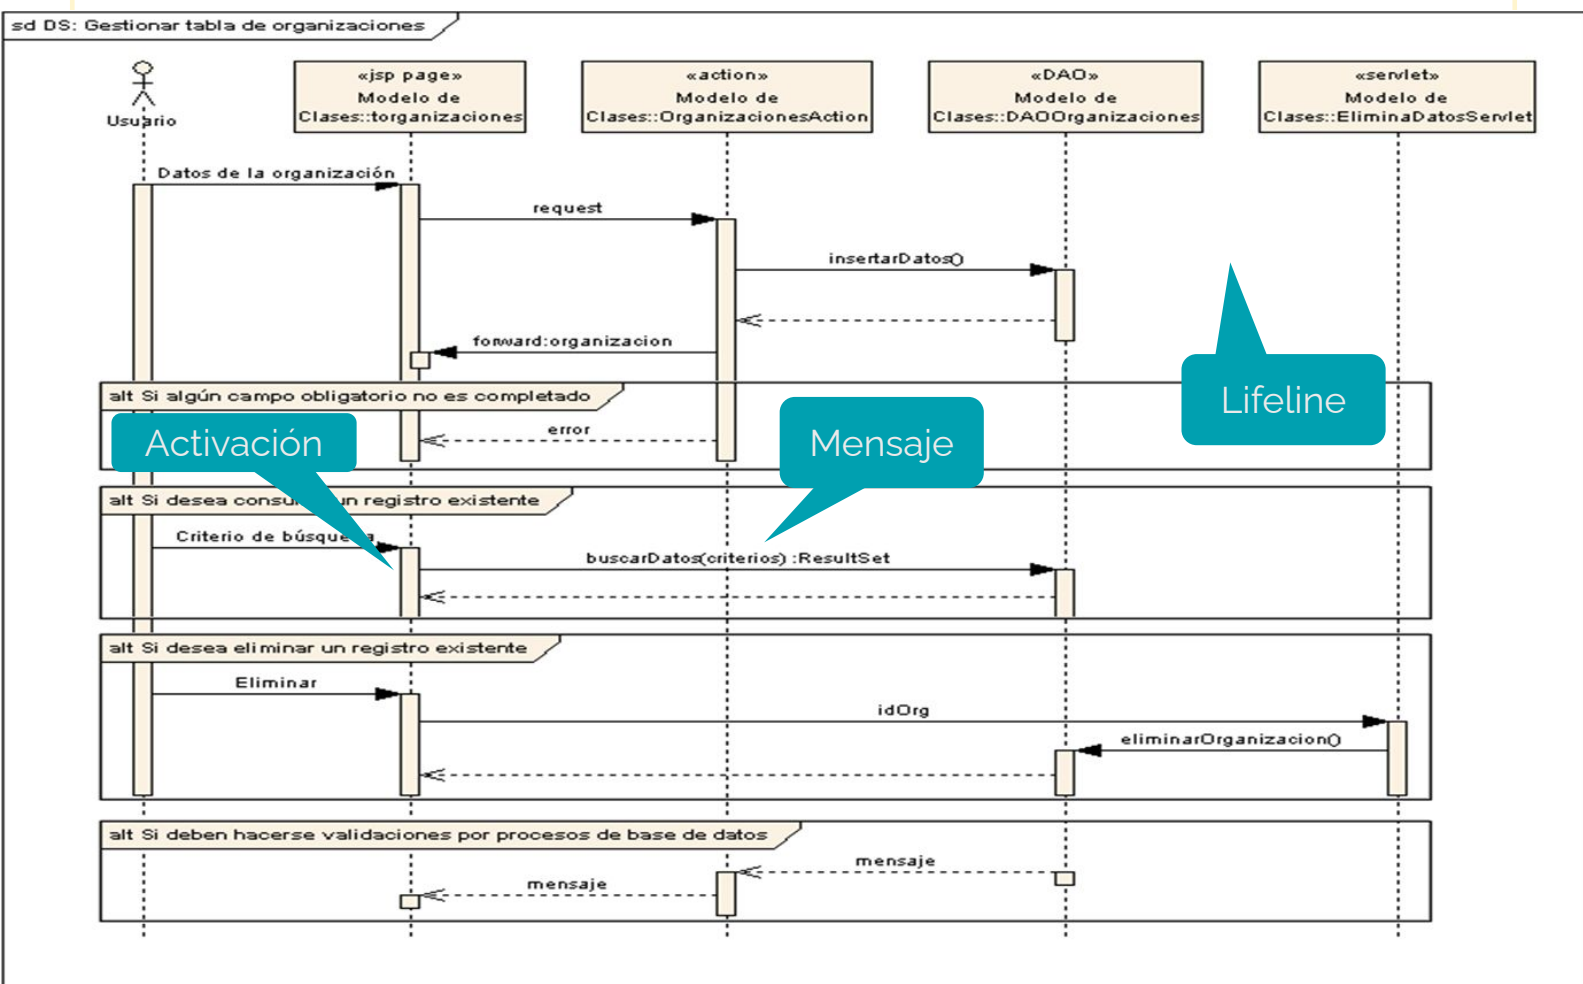 sd DS: Gestionar tabla de organizaciones
Usuario
«jsp page»
Modelo de
Clases::torganizaciones
«action»
Modelo de
Clases::OrganizacionesAction
«DAO»
Modelo de
Clases::DAOOrganizaciones
«servlet»
Modelo de
Clases::EliminaDatosServlet
Datos de la organización
request
insertarDatos()
forward:organizacion
Lifeline
alt Si algún campo obligatorio no es completado
error
Activación
Mensaje
alt Si desea consu un registro existente
Criterio de búsqu a
buscarDatos(criterios) :ResultSet
alt Si desea eliminar un registro existente
Eliminar
idOrg
eliminarOrganizacion()
alt Si deben hacerse validaciones por procesos de base de datos
mensaje
mensaje